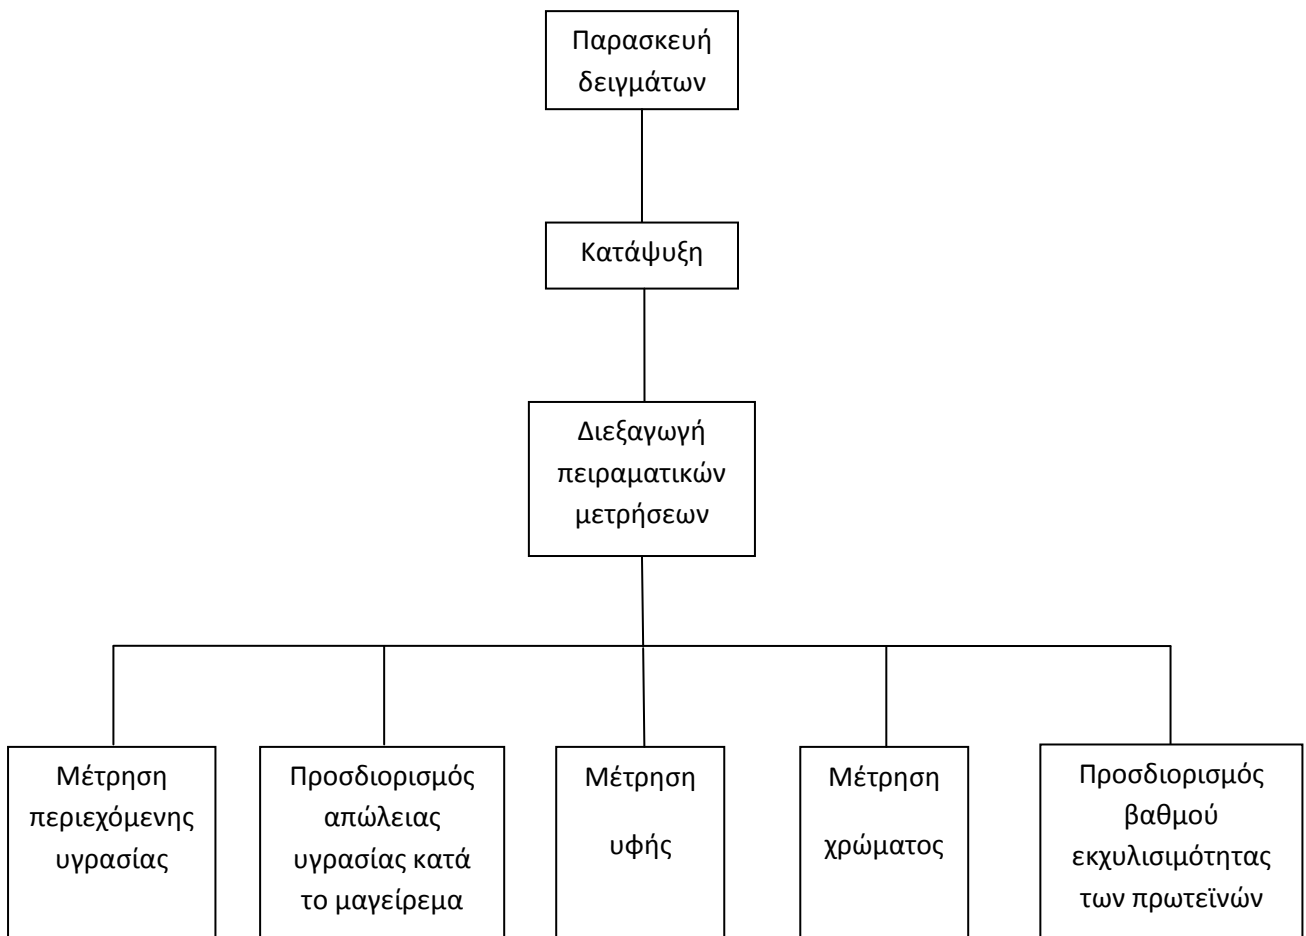 Παρασκευή
δειγμάτων
Κατάψυξη
Διεξαγωγή
πειραματικών
μετρήσεων
Μέτρηση
περιεχόμενης
υγρασίας
Προσδιορισμός
απώλειας
υγρασίας κατά
το μαγείρεμα
Μέτρηση
υφής
Μέτρηση
χρώματος
Προσδιορισμός
βαθμού
εκχυλισιμότητας
των πρωτεϊνών